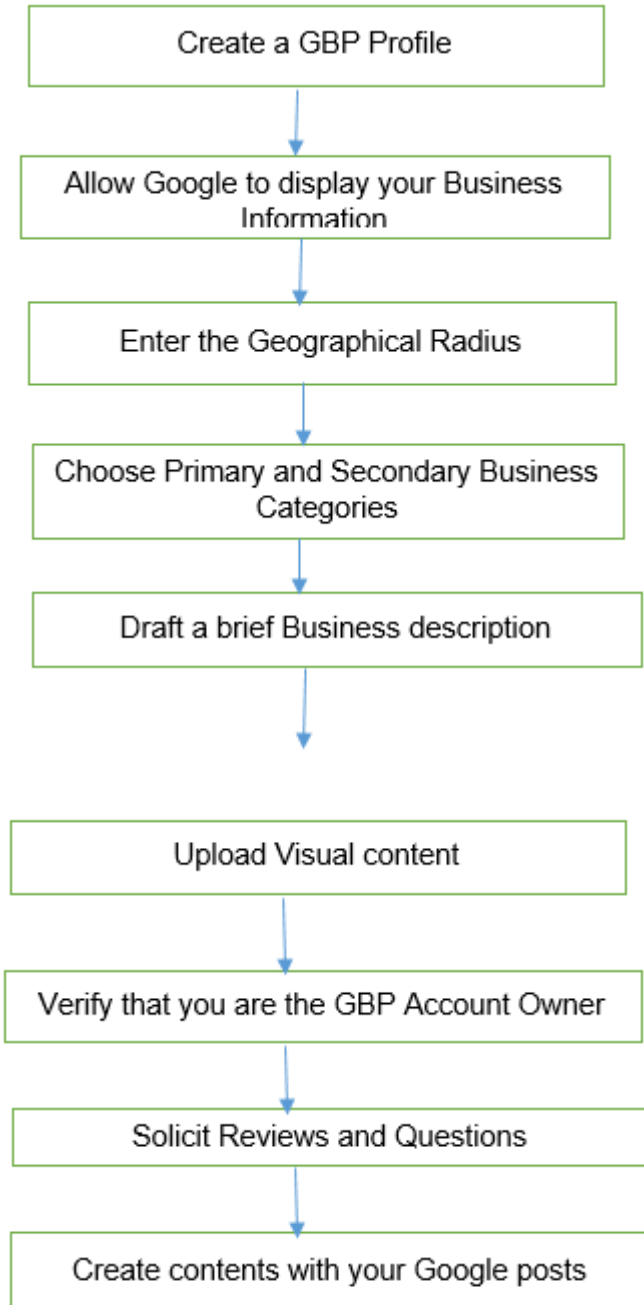 Create a GBP Profile
Allow Google to display your Business
Information
Enter the Geographical Radius
Choose Primary and Secondary Business
Categories
Draft a brief Business description
Upload Visual content
Verify that you are the GBP Account Owner
Solicit Reviews and Questions
Create contents with your Google posts